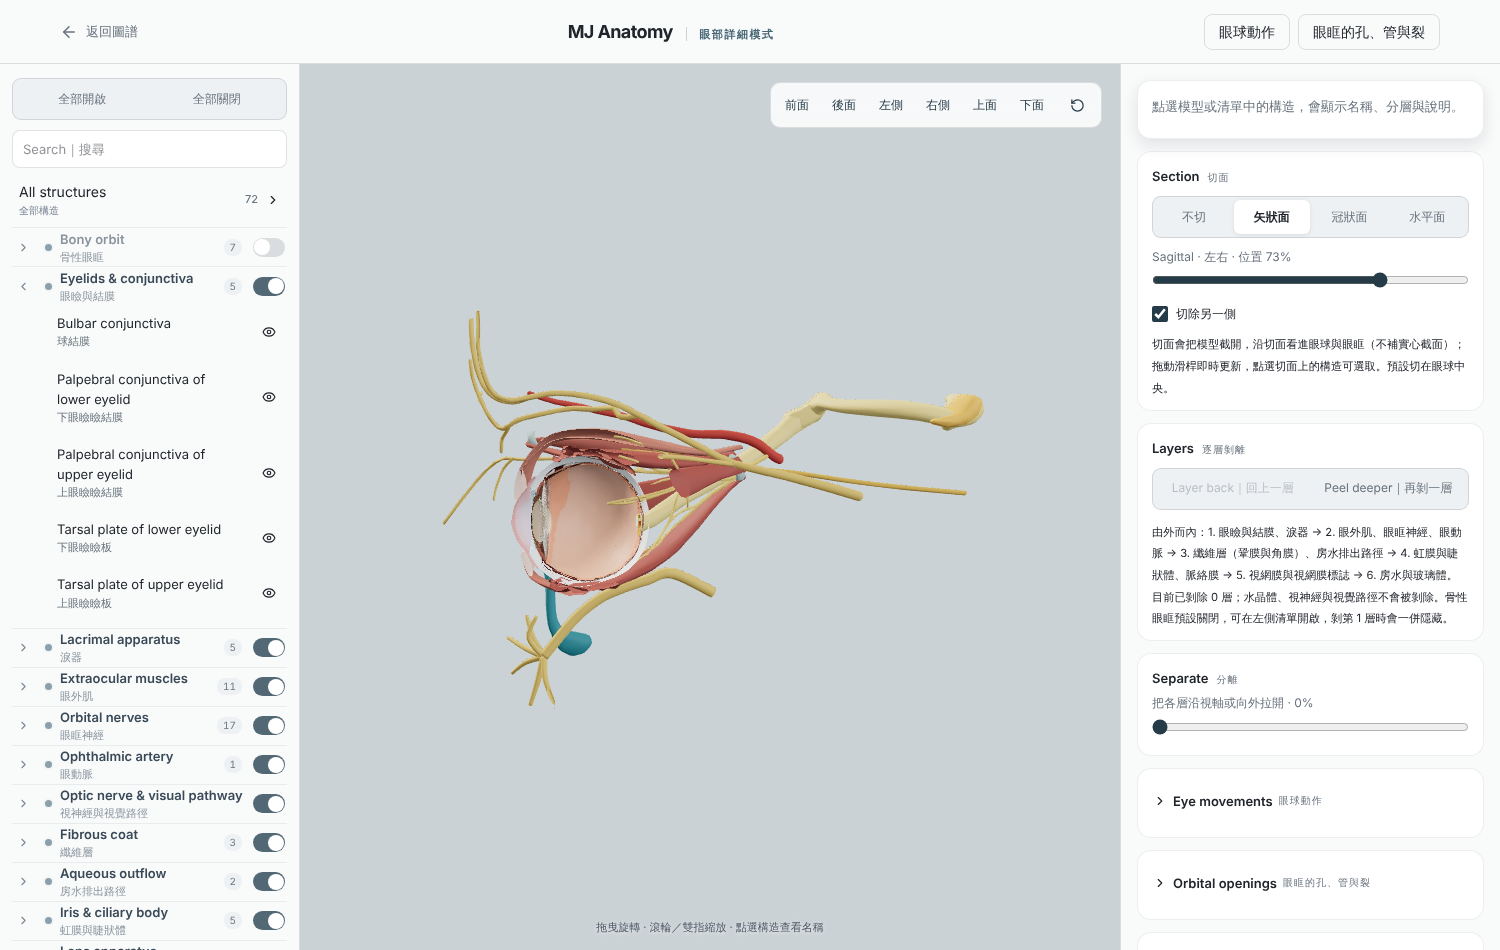 返回圖譜
MJ Anatomy
眼部詳細模式
眼球動作
眼眶的孔、管與裂
全部開啟
全部關閉
Search｜搜尋
All structures
全部構造
72
Bony orbit
骨性眼眶
7
Eyelids & conjunctiva
眼瞼與結膜
5
Bulbar conjunctiva
球結膜
Palpebral conjunctiva of
lower eyelid
下眼瞼瞼結膜
Palpebral conjunctiva of
upper eyelid
上眼瞼瞼結膜
Tarsal plate of lower eyelid
下眼瞼瞼板
Tarsal plate of upper eyelid
上眼瞼瞼板
Lacrimal apparatus
淚器
5
Extraocular muscles
眼外肌
11
Orbital nerves
眼眶神經
17
Ophthalmic artery
眼動脈
1
Optic nerve & visual pathway
視神經與視覺路徑
Fibrous coat
纖維層
3
Aqueous outflow
房水排出路徑
2
Iris & ciliary body
虹膜與睫狀體
5
前面
後面
左側
右側
上面
下面
拖曳旋轉 · 滾輪／雙指縮放 · 點選構造查看名稱
點選模型或清單中的構造，會顯示名稱、分層與說明。
Section 切面
不切
矢狀面
冠狀面
水平面
Sagittal · 左右 · 位置 73%
切除另一側
切面會把模型截開，沿切面看進眼球與眼眶（不補實心截面）；
拖動滑桿即時更新，點選切面上的構造可選取。預設切在眼球中
央。
Layers 逐層剝離
Layer back｜回上一層
Peel deeper｜再剝一層
由外而內：1. 眼瞼與結膜、淚器 → 2. 眼外肌、眼眶神經、眼動
脈 → 3. 纖維層（鞏膜與角膜）、房水排出路徑 → 4. 虹膜與睫
狀體、脈絡膜 → 5. 視網膜與視網膜標誌 → 6. 房水與玻璃體。
目前已剝除 0 層；水晶體、視神經與視覺路徑不會被剝除。骨性
眼眶預設關閉，可在左側清單開啟，剝第 1 層時會一併隱藏。
Separate 分離
把各層沿視軸或向外拉開 · 0%
Eye movements 眼球動作
Orbital openings 眼眶的孔、管與裂